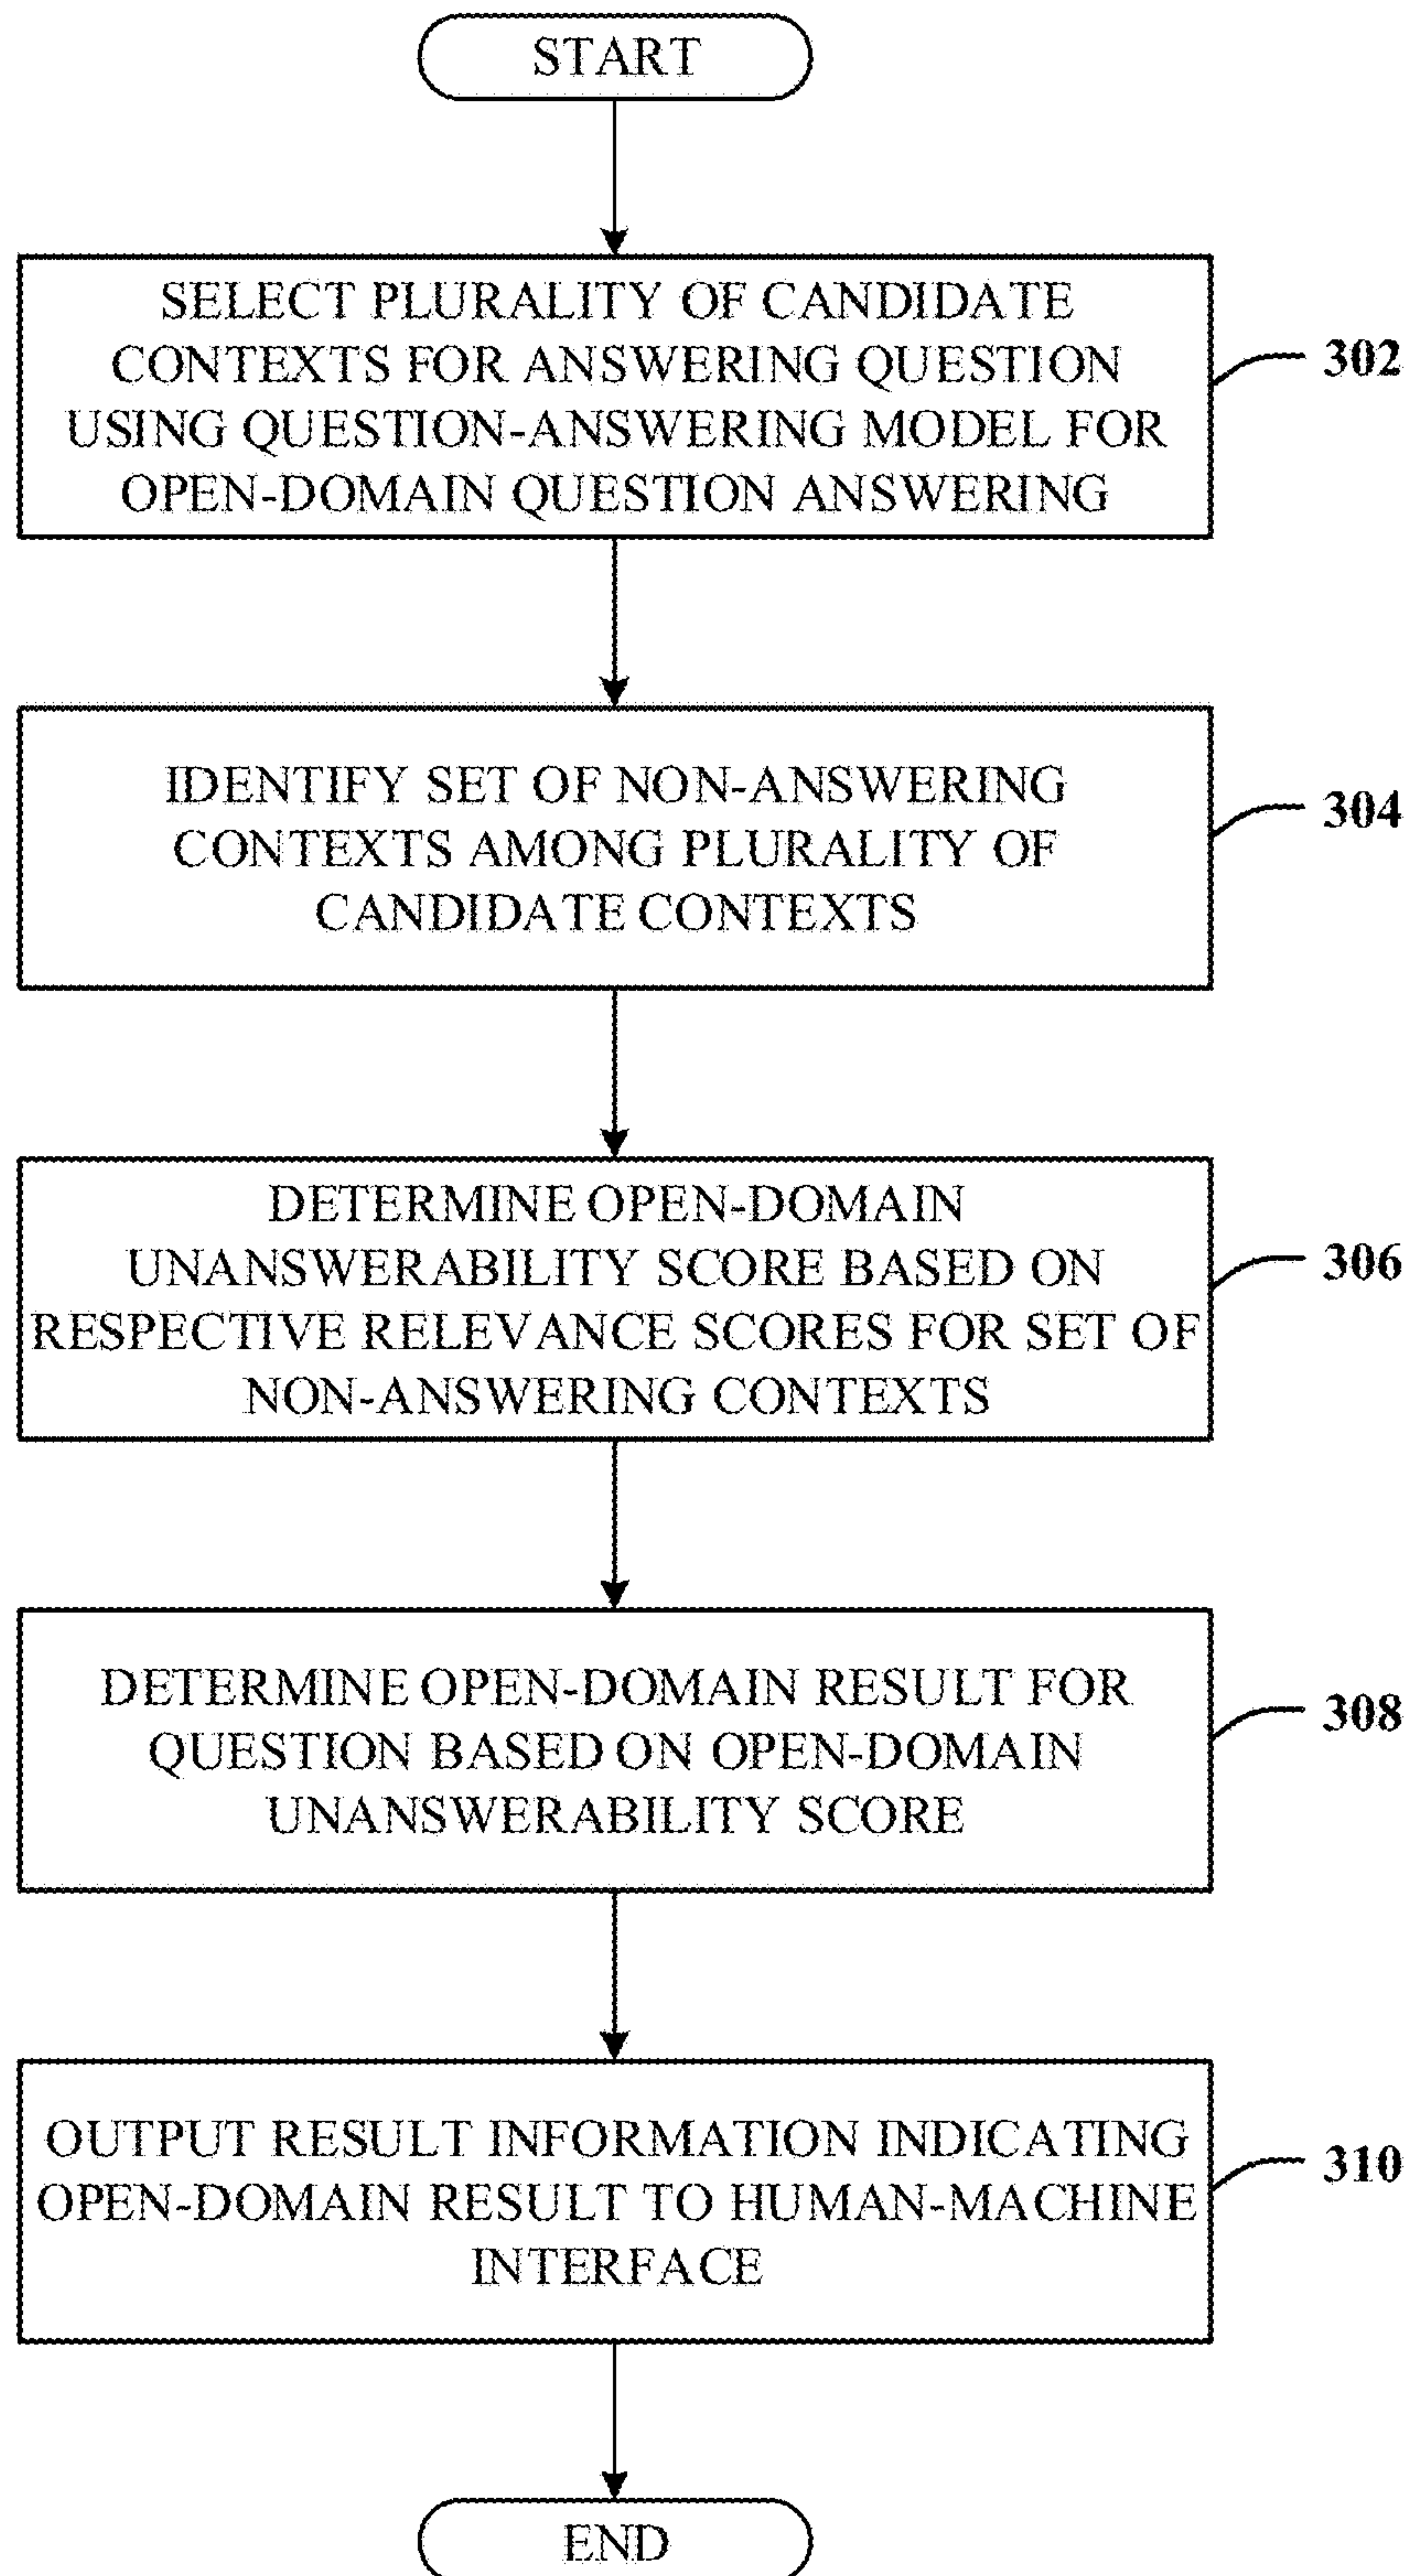 START
SELECT PLURALITY OF CANDIDATE
CONTEXTS FOR ANSWERING QUESTION
USING QUESTION-ANSWERING MODEL FOR
OPEN-DOMAIN QUESTION ANSWERING
302
IDENTIFY SET OF NON-ANSWERING
CONTEXTS AMONG PLURALITY OF
CANDIDATE CONTEXTS
304
DETERMINE OPEN-DOMAIN
UNANSWERABILITY SCORE BASED ON
RESPECTIVE RELEVANCE SCORES FOR SET OF
NON-ANSWERING CONTEXTS
306
DETERMINE OPEN-DOMAIN RESULT FOR
QUESTION BASED ON OPEN-DOMAIN
UNANSWERABILITY SCORE
308
OUTPUT RESULT INFORMATION INDICATING
OPEN-DOMAIN RESULT TO HUMAN-MACHINE
INTERFACE
310
END